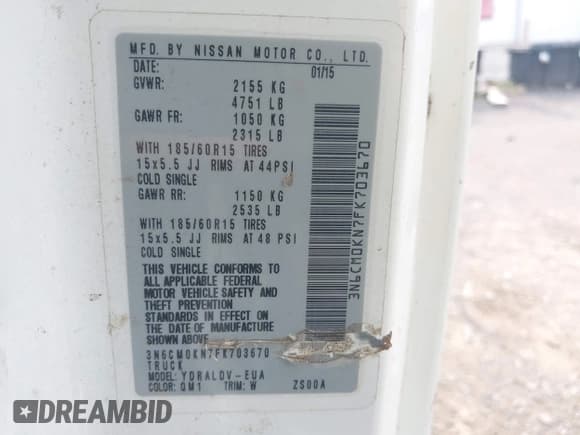 MFD. BY NISSAN MOTOR CO., LTD.
DATE: 01/15
GVWR: 2155 KG
4751 LB
GAWR FR: 1050 KG
2315 LB
WITH 185/60R15 TIRES
15x5.5 JJ RIMS AT 44PSI
COLD SINGLE
GAWR RR: 1150 KG
2535 LB
WITH 185/60R15 TIRES
15x5.5 JJ RIMS AT 48 PSI
COLD SINGLE
THIS VEHICLE CONFORMS TO
ALL APPLICABLE FEDERAL
MOTOR VEHICLE SAFETY AND
THEFT PREVENTION
STANDARDS IN EFFECT ON
THE DATE OF MANUFACTURE
SHOWN ABOVE
3N6CM0KN7FK703670
TRUCK
MODEL: YDRALDV-EUA
COLOR: QM1 TRIM: W ZS00A
3N6CM0KN7FK703670
DREAMBID